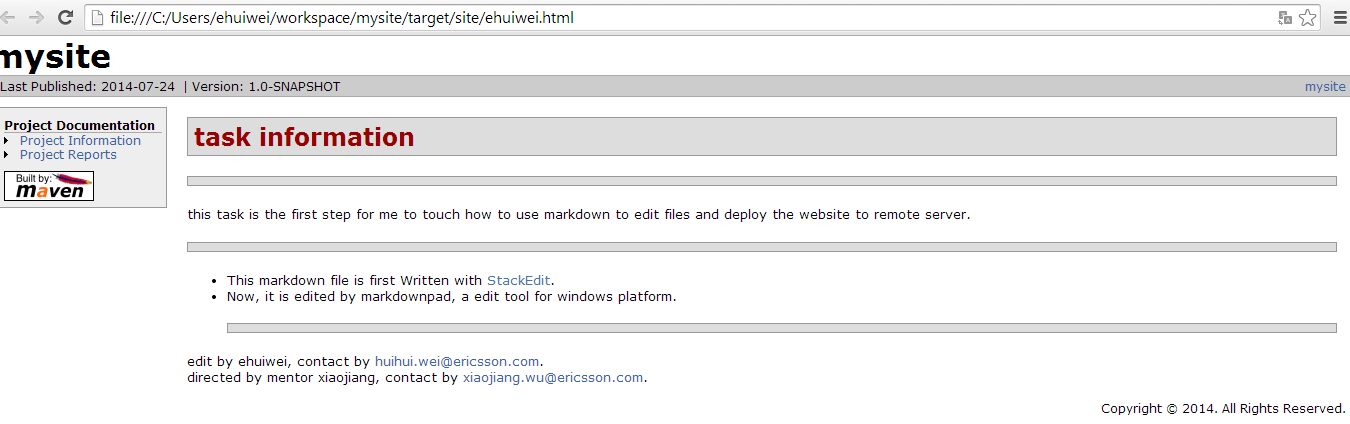 file:///C:/Users/ehuiwei/workspace/mysite/target/site/ehuiwei.html
mysite
Last Published: 2014-07-24 | Version: 1.0-SNAPSHOT
mysite
Project Documentation
Project Information
Project Reports
Built by:
maven
task information
this task is the first step for me to touch how to use markdown to edit files and deploy the website to remote server.
This markdown file is first Written with StackEdit.
Now, it is edited by markdownpad, a edit tool for windows platform.
edit by ehuiwei, contact by huihui.wei@ericsson.com.
directed by mentor xiaojiang, contact by xiaojiang.wu@ericsson.com.
Copyright © 2014. All Rights Reserved.